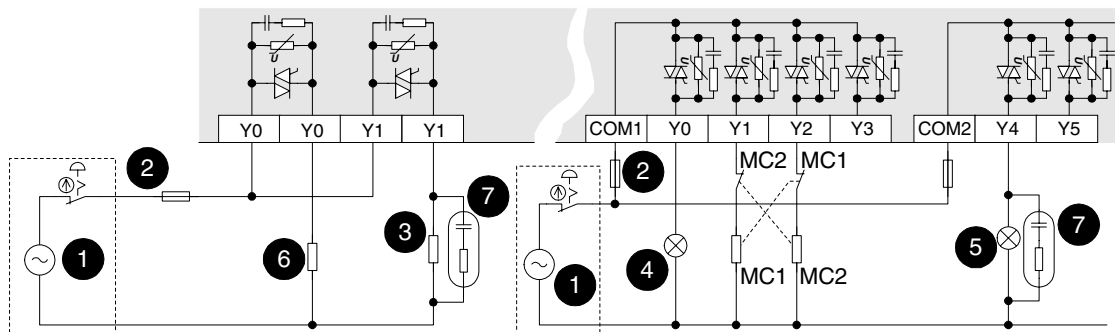 U U
U U U U U U
Y0 Y0 Y1 Y1 COM1 Y0 Y1 Y2 Y3 COM2 Y4 Y5
MC2 MC1
2 2
7 7
3
1 6 4 5
1
MC1 MC2